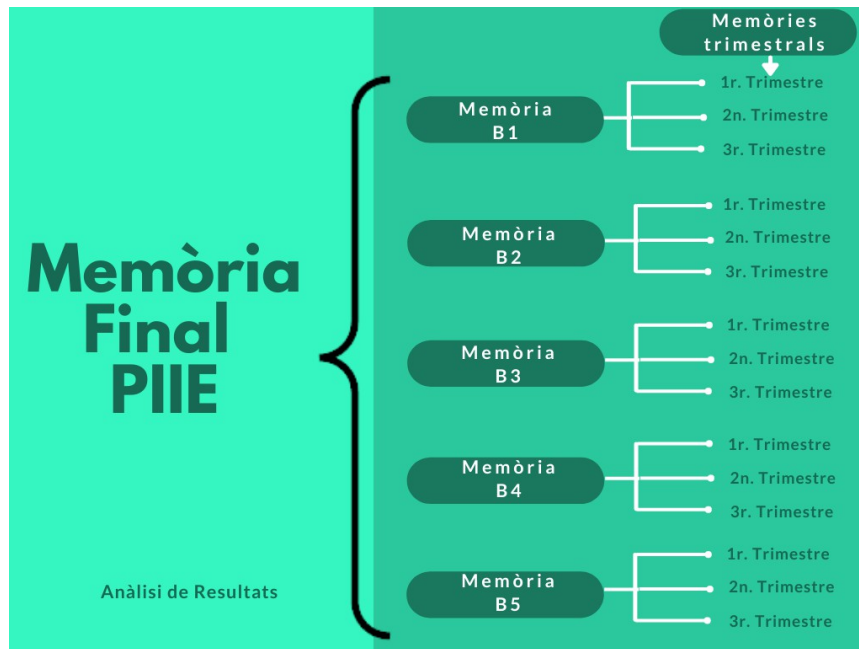 Memòries
trimestrals
Memòria
Final
PIIE
Anàlisi de Resultats
Memòria
B1
1r. Trimestre
2n. Trimestre
3r. Trimestre
Memòria
B2
1r. Trimestre
2n. Trimestre
3r. Trimestre
Memòria
B3
1r. Trimestre
2n. Trimestre
3r. Trimestre
Memòria
B4
1r. Trimestre
2n. Trimestre
3r. Trimestre
Memòria
B5
1r. Trimestre
2n. Trimestre
3r. Trimestre